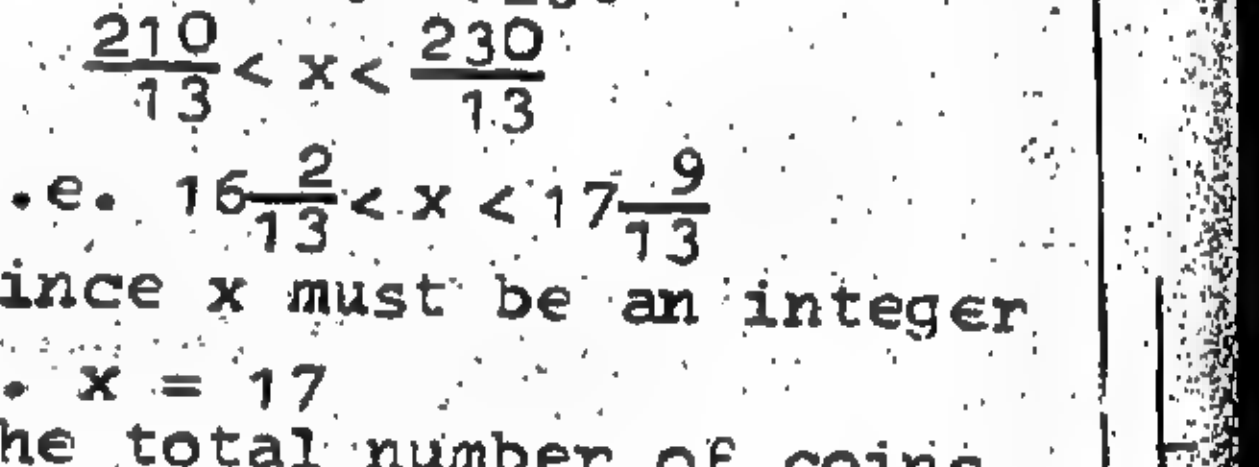 210/13 < x < 230/13
.e. 16 2/13 < x < 17 9/13
ince x must be an integer
. x = 17
he total number of coins